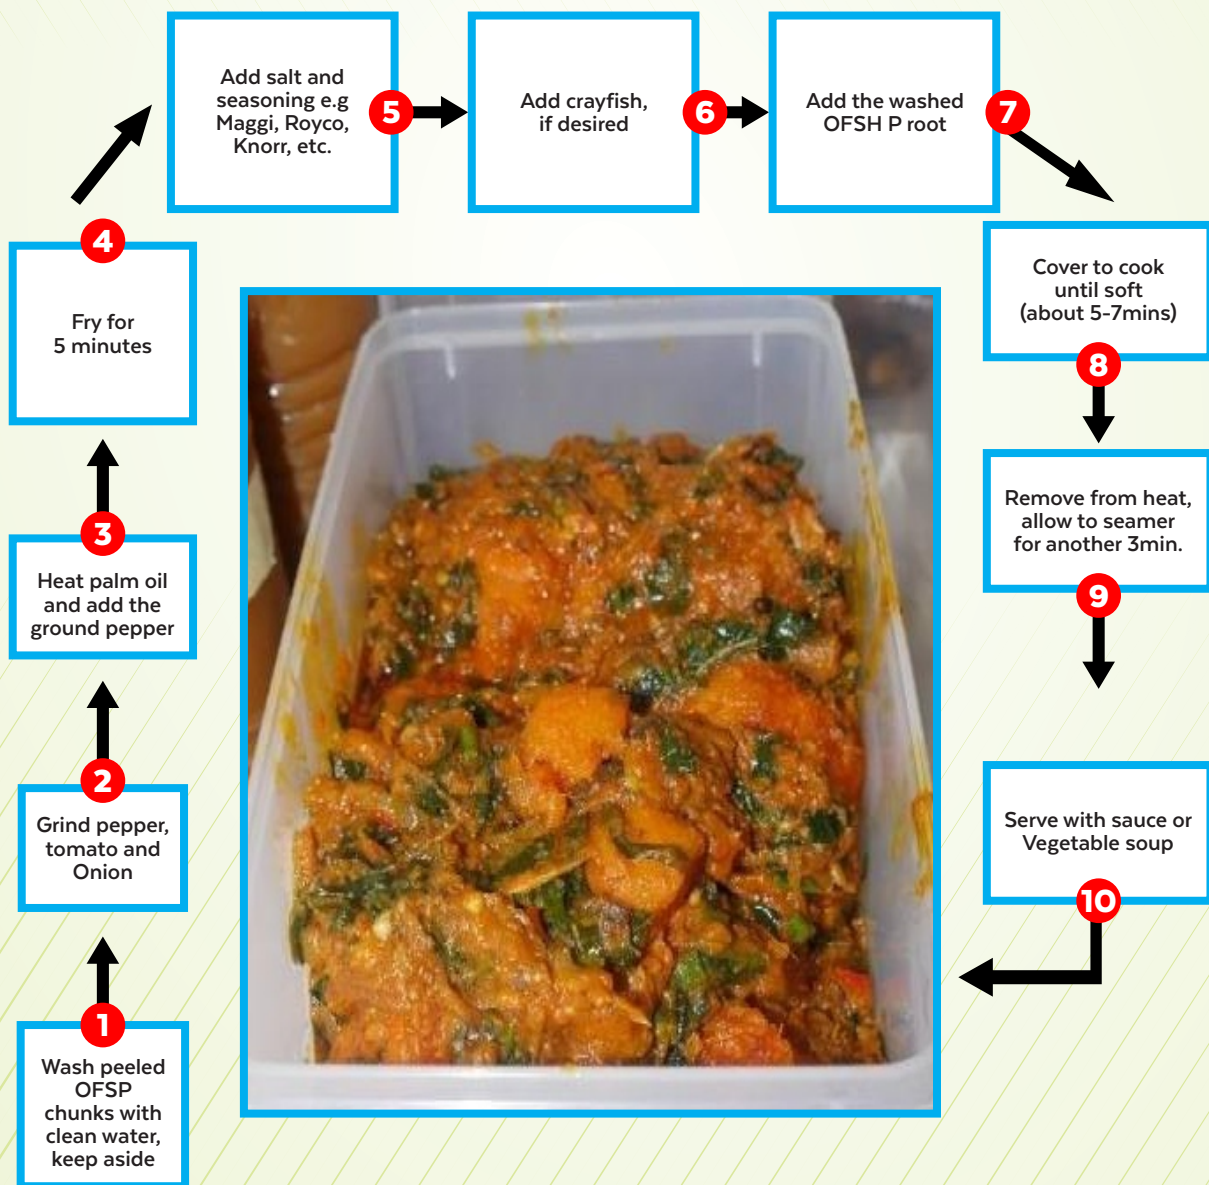 1
Wash peeled
OFSP
chunks with
clean water,
keep aside
2
Grind pepper,
tomato and
Onion
3
Heat palm oil
and add the
ground pepper
4
Fry for
5 minutes
Add salt and
seasoning e.g
Maggi, Royco,
Knorr, etc.
5
Add crayfish,
if desired
6
Add the washed
OFSH P root
7
Cover to cook
until soft
(about 5-7mins)
8
Remove from heat,
allow to seamer
for another 3min.
9
Serve with sauce or
Vegetable soup
10